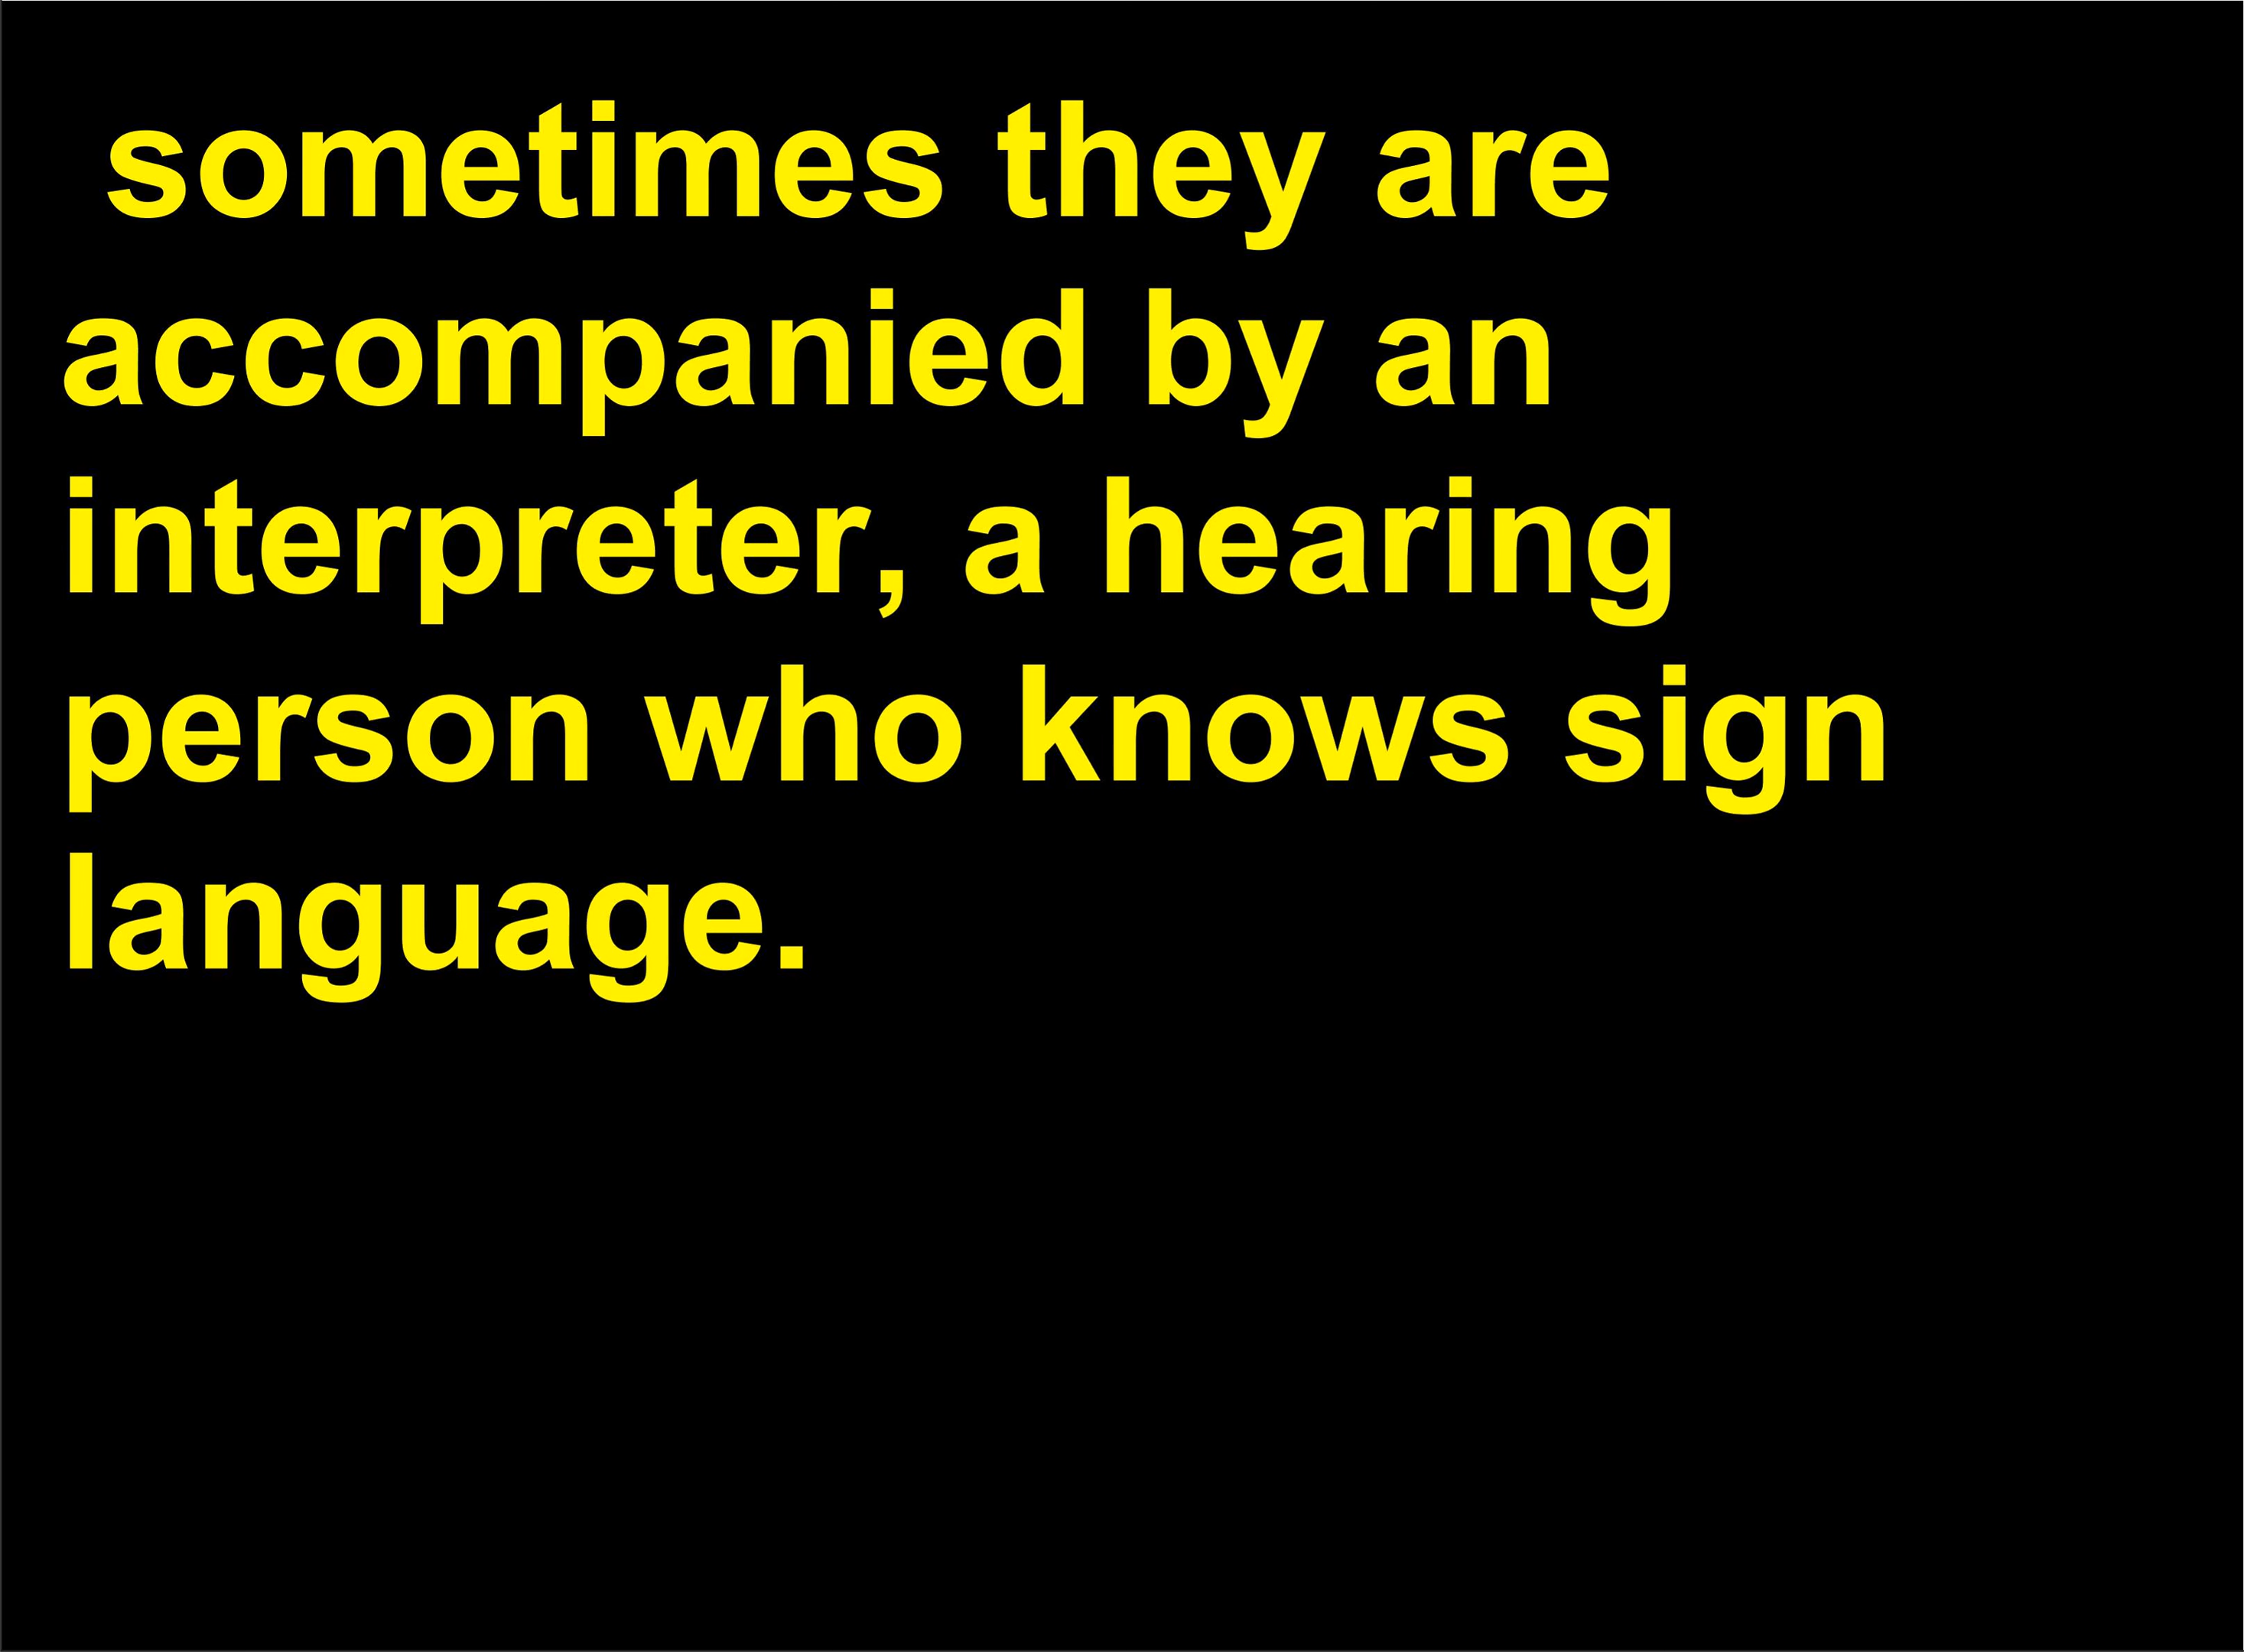 sometimes they are
accompanied by an
interpreter, a hearing
person who knows sign
language.